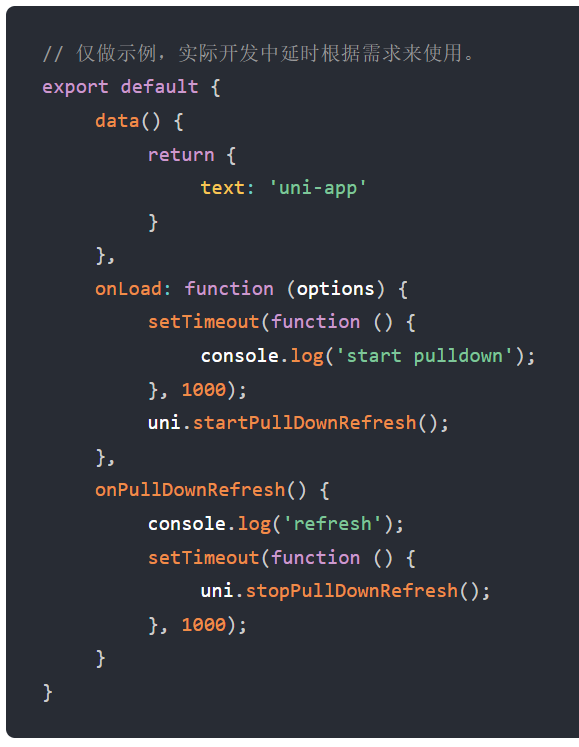 // 仅做示例，实际开发中延时根据需求来使用。
export default {
data() {
return {
text: 'uni-app'
}
},
onLoad: function (options) {
setTimeout(function () {
console.log('start pulldown');
}, 1000);
uni.startPullDownRefresh();
},
onPullDownRefresh() {
console.log('refresh');
setTimeout(function () {
uni.stopPullDownRefresh();
}, 1000);
}
}